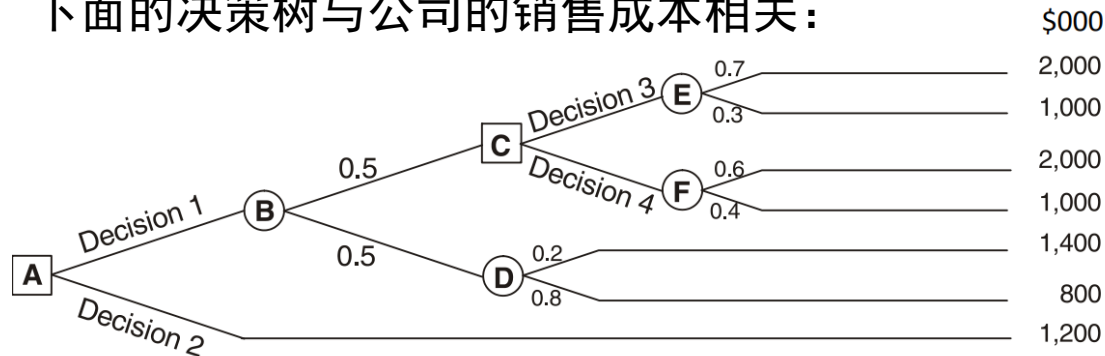 下面的决策树与公司的销售成本相关：
$000
Decision 3 E 0.7 2,000
0.3 1,000
C
Decision 4 F 0.6 2,000
0.4 1,000
0.5
Decision 1 B
0.5
D 0.2 1,400
0.8 800
A
Decision 2 1,200